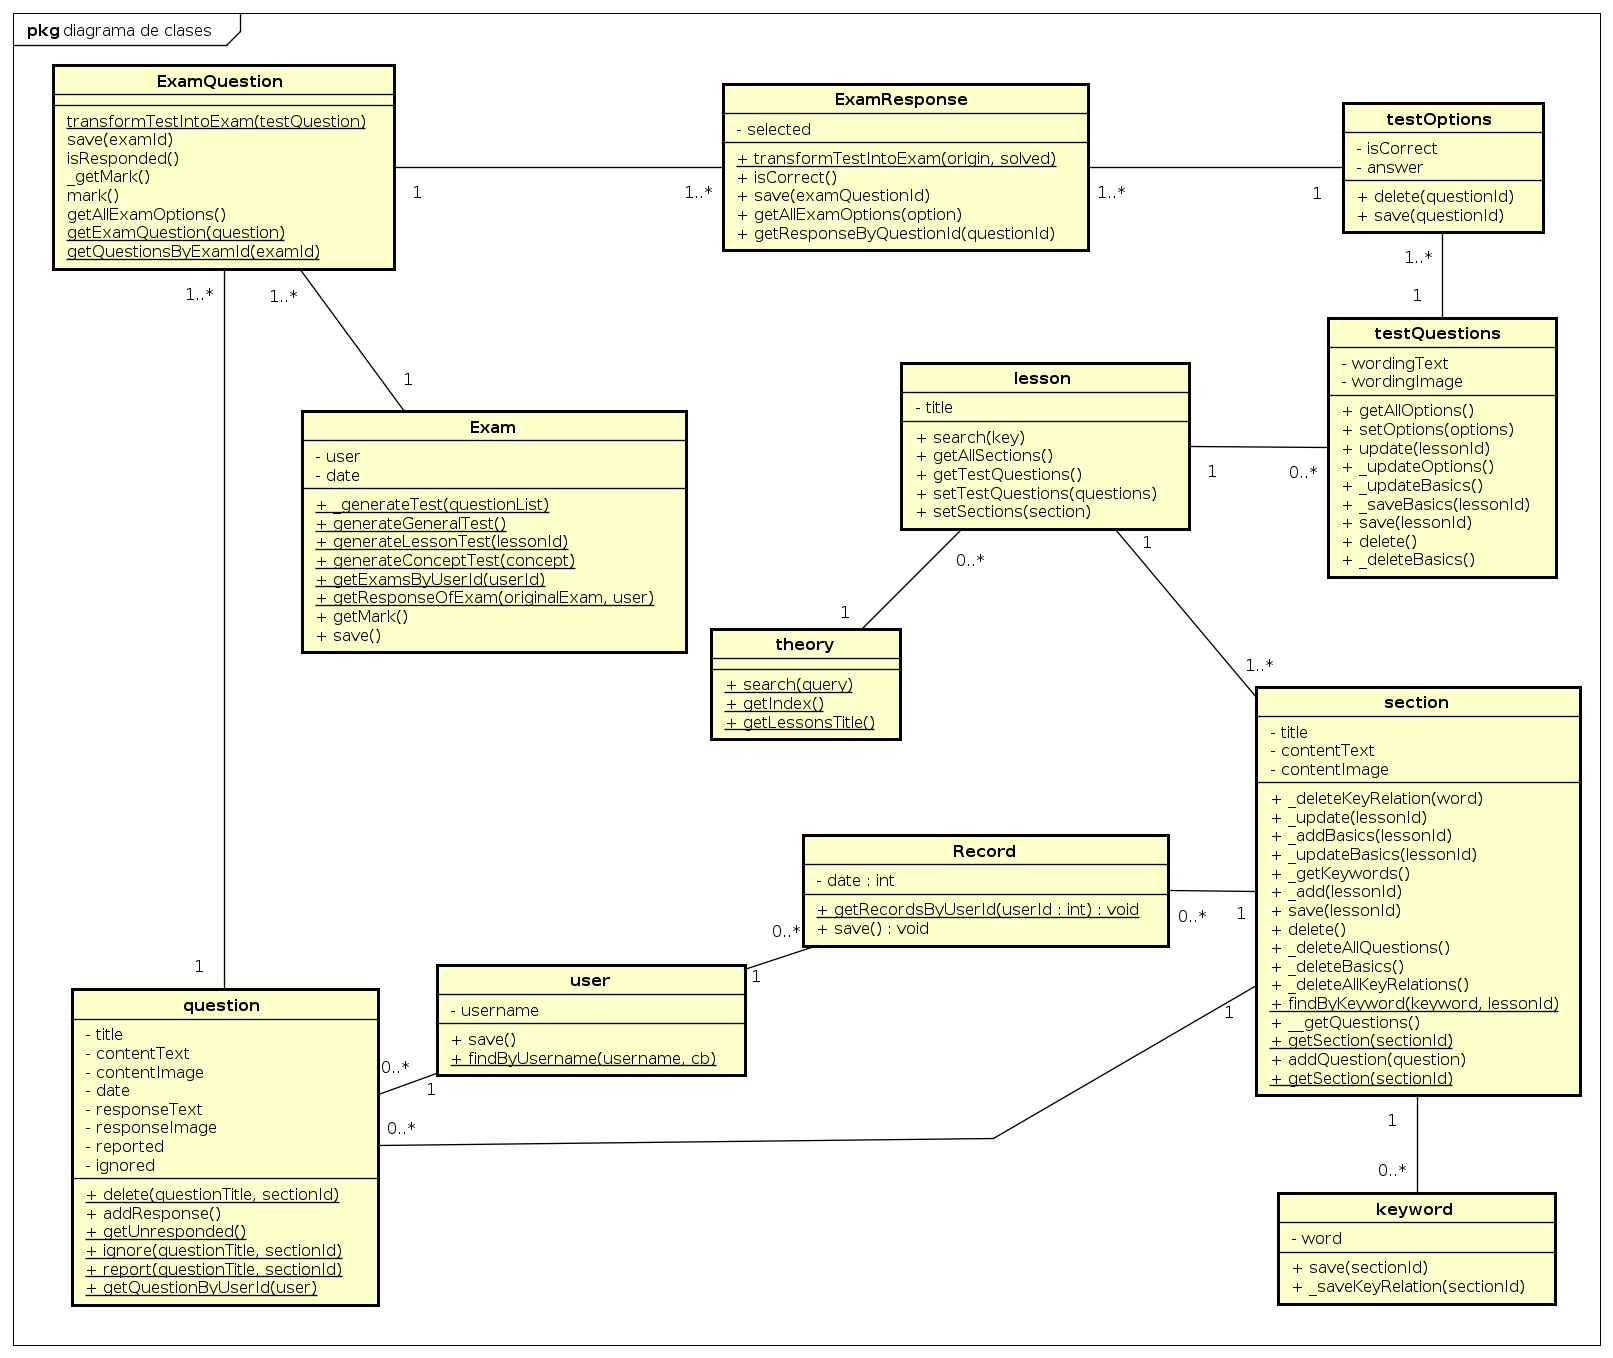 pkg diagrama de clases
ExamQuestion
transformTestIntoExam(testQuestion)
save(examId)
isResponded()
_getMark()
mark()
getAllExamOptions()
getExamQuestion(question)
getQuestionsByExamId(examId)
ExamResponse
- selected
+ transformTestIntoExam(origin, solved)
+ isCorrect()
+ save(examQuestionId)
+ getAllExamOptions(option)
+ getResponseByQuestionId(questionId)
testOptions
- isCorrect
- answer
+ delete(questionId)
+ save(questionId)
1
1..*
1..*
1
1..*
1
1..*
1..*
1
testQuestions
- wordingText
- wordingImage
+ getAllOptions()
+ setOptions(options)
+ update(lessonId)
+ _updateOptions()
+ _updateBasics()
+ _saveBasics(lessonId)
+ save(lessonId)
+ delete()
+ _deleteBasics()
lesson
- title
+ search(key)
+ getAllSections()
+ getTestQuestions()
+ setTestQuestions(questions)
+ setSections(section)
1
0..*
Exam
- user
- date
+ _generateTest(questionList)
+ generateGeneralTest()
+ generateLessonTest(lessonId)
+ generateConceptTest(concept)
+ getExamsByUserId(userId)
+ getResponseOfExam(originalExam, user)
+ getMark()
+ save()
0..*
1
1
1..*
theory
+ search(query)
+ getIndex()
+ getLessonsTitle()
section
- title
- contentText
- contentImage
+ _deleteKeyRelation(word)
+ _update(lessonId)
+ _addBasics(lessonId)
+ _updateBasics(lessonId)
+ _getKeywords()
+ _add(lessonId)
+ save(lessonId)
+ delete()
+ _deleteAllQuestions()
+ _deleteBasics()
+ _deleteAllKeyRelations()
+ findByKeyword(keyword, lessonId)
+ __getQuestions()
+ getSection(sectionId)
+ addQuestion(question)
+ getSection(sectionId)
Record
- date : int
+ getRecordsByUserId(userId : int) : void
+ save() : void
0..*
1
0..*
1
user
- username
+ save()
+ findByUsername(username, cb)
1
question
- title
- contentText
- contentImage
- date
- responseText
- responseImage
- reported
- ignored
+ delete(questionTitle, sectionId)
+ addResponse()
+ getUnresponded()
+ ignore(questionTitle, sectionId)
+ report(questionTitle, sectionId)
+ getQuestionByUserId(user)
0..*
1
0..*
1
1
0..*
keyword
- word
+ save(sectionId)
+ _saveKeyRelation(sectionId)